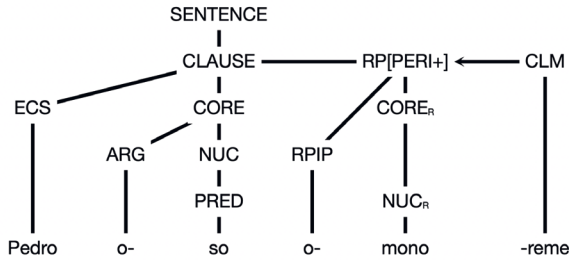 SENTENCE
CLAUSE RP[PERI+] CLM
ECS CORE CORER
ARG NUC RPIP
PRED NUCR
Pedro o- so o- mono -reme